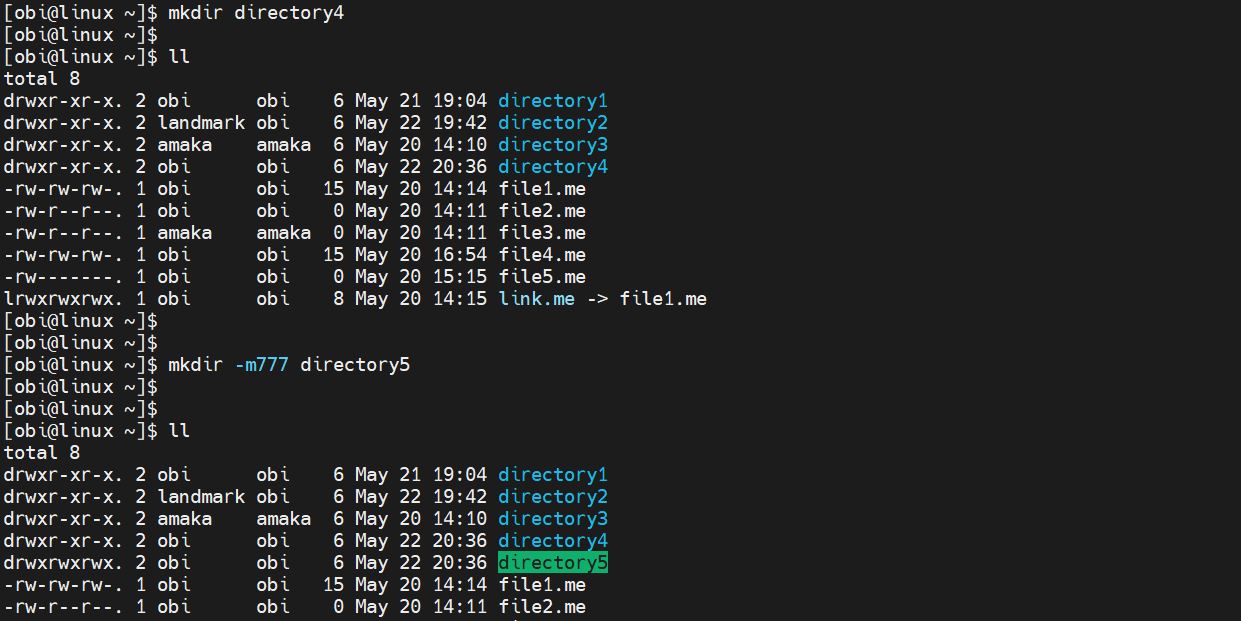 [obi@linux ~]$ mkdir directory4
[obi@linux ~]$
[obi@linux ~]$ ll
total 8
drwxr-xr-x. 2 obi      obi    6 May 21 19:04 directory1
drwxr-xr-x. 2 landmark obi    6 May 22 19:42 directory2
drwxr-xr-x. 2 amaka    amaka  6 May 20 14:10 directory3
drwxr-xr-x. 2 obi      obi    6 May 22 20:36 directory4
-rw-rw-rw-. 1 obi      obi   15 May 20 14:14 file1.me
-rw-r--r--. 1 obi      obi    0 May 20 14:11 file2.me
-rw-r--r--. 1 amaka    amaka  0 May 20 14:11 file3.me
-rw-rw-rw-. 1 obi      obi   15 May 20 16:54 file4.me
-rw-------. 1 obi      obi    0 May 20 15:15 file5.me
lrwxrwxrwx. 1 obi      obi    8 May 20 14:15 link.me -> file1.me
[obi@linux ~]$
[obi@linux ~]$
[obi@linux ~]$ mkdir -m777 directory5
[obi@linux ~]$
[obi@linux ~]$
[obi@linux ~]$ ll
total 8
drwxr-xr-x. 2 obi      obi    6 May 21 19:04 directory1
drwxr-xr-x. 2 landmark obi    6 May 22 19:42 directory2
drwxr-xr-x. 2 amaka    amaka  6 May 20 14:10 directory3
drwxr-xr-x. 2 obi      obi    6 May 22 20:36 directory4
drwxrwxrwx. 2 obi      obi    6 May 22 20:36 directory5
-rw-rw-rw-. 1 obi      obi   15 May 20 14:14 file1.me
-rw-r--r--. 1 obi      obi    0 May 20 14:11 file2.me